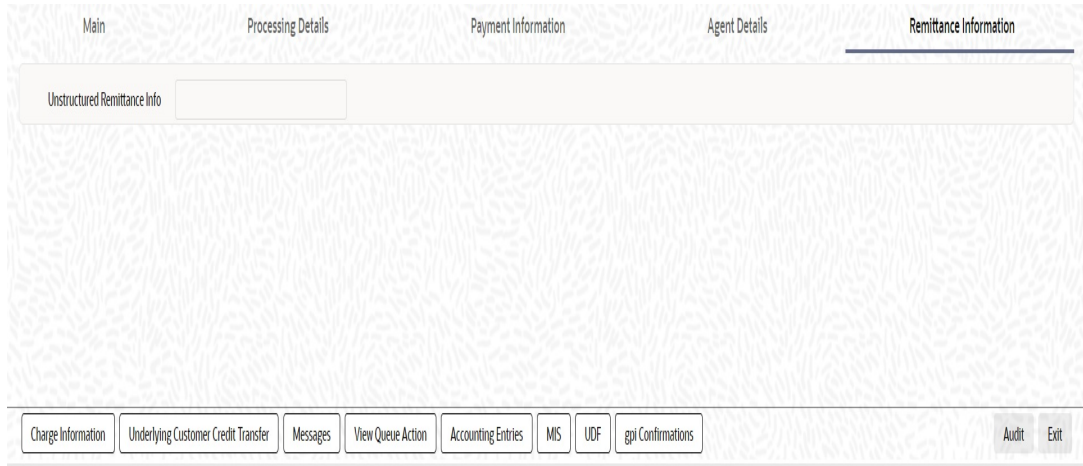 Main Processing Details Payment Information Agent Details Remittance Information
Unstructured Remittance Info
Charge Information Underlying Customer Credit Transfer Messages View Queue Action Accounting Entries MIS UDF gpi Confirmations Audit Exit